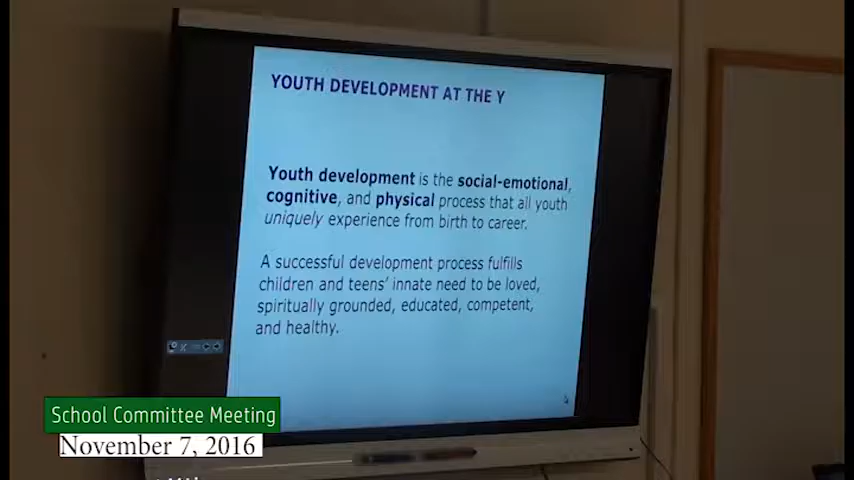 YOUTH DEVELOPMENT AT THE Y
Youth development is the social-emotional,
cognitive, and physical process that all youth
uniquely experience from birth to career.
A successful development process fulfills
children and teens' innate need to be loved,
spiritually grounded, educated, competent,
and healthy.
School Committee Meeting
November 7, 2016